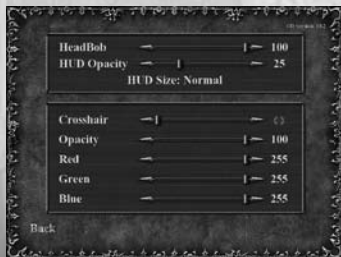 HeadBob 100
HUD Opacity 25
HUD Size: Normal
Crosshair
Opacity 100
Red 255
Green 255
Blue 255
Back